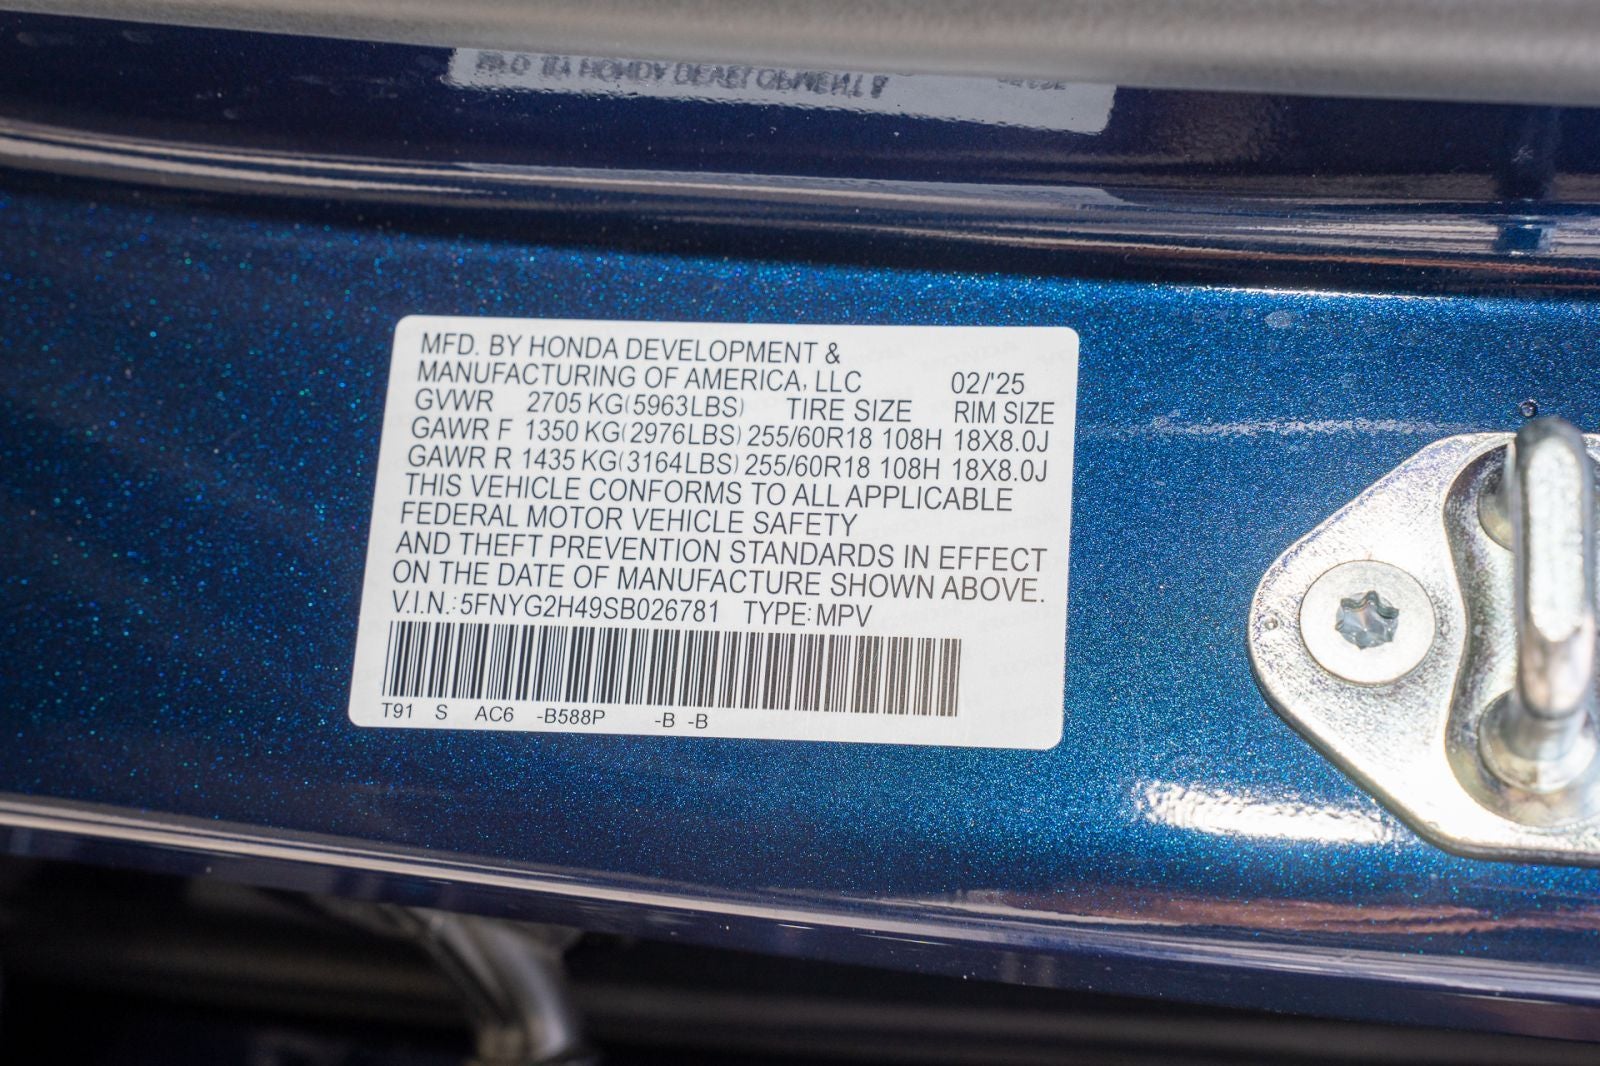 MFD. BY HONDA DEVELOPMENT &
MANUFACTURING OF AMERICA, LLC 02/'25
GVWR 2705 KG(5963LBS) TIRE SIZE RIM SIZE
GAWR F 1350 KG(2976LBS) 255/60R18 108H 18X8.0J
GAWR R 1435 KG(3164LBS) 255/60R18 108H 18X8.0J
THIS VEHICLE CONFORMS TO ALL APPLICABLE
FEDERAL MOTOR VEHICLE SAFETY
AND THEFT PREVENTION STANDARDS IN EFFECT
ON THE DATE OF MANUFACTURE SHOWN ABOVE.
V.I.N.:5FNYG2H49SB026781 TYPE:MPV
T91 S AC6 -B588P -B -B